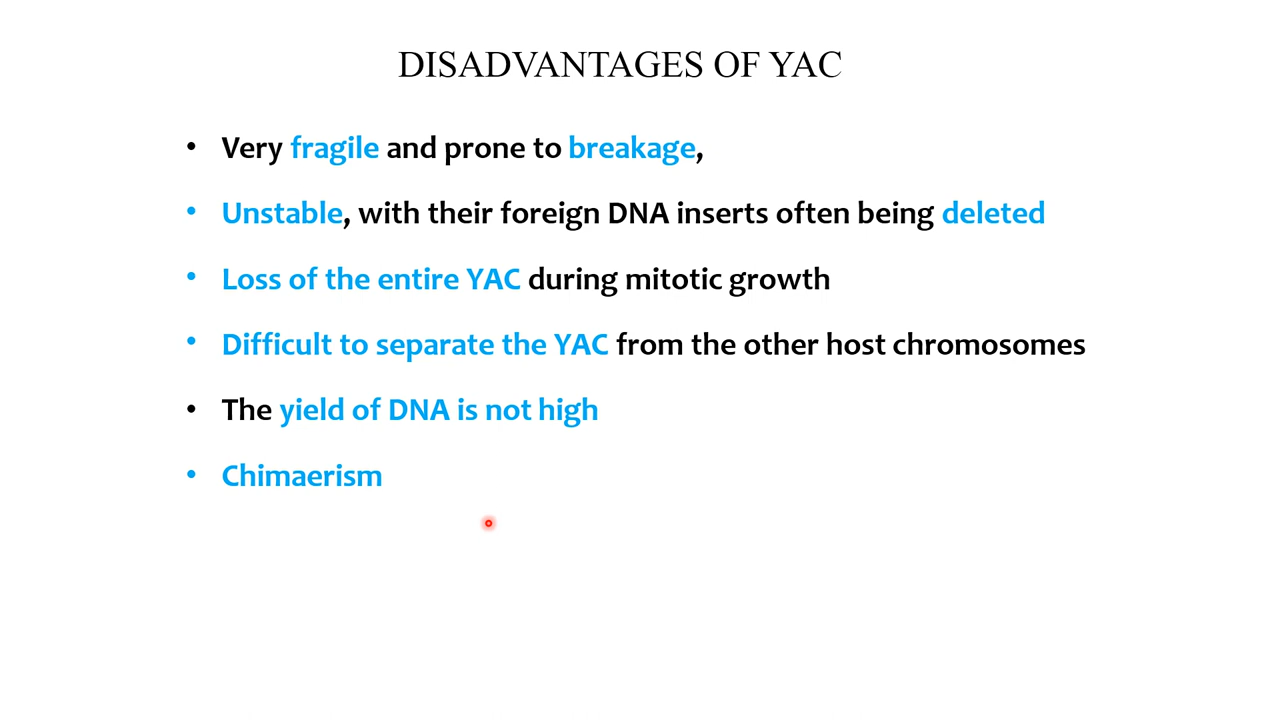 DISADVANTAGES OF YAC
• Very fragile and prone to breakage,
• Unstable, with their foreign DNA inserts often being deleted
• Loss of the entire YAC during mitotic growth
• Difficult to separate the YAC from the other host chromosomes
• The yield of DNA is not high
• Chimaerism